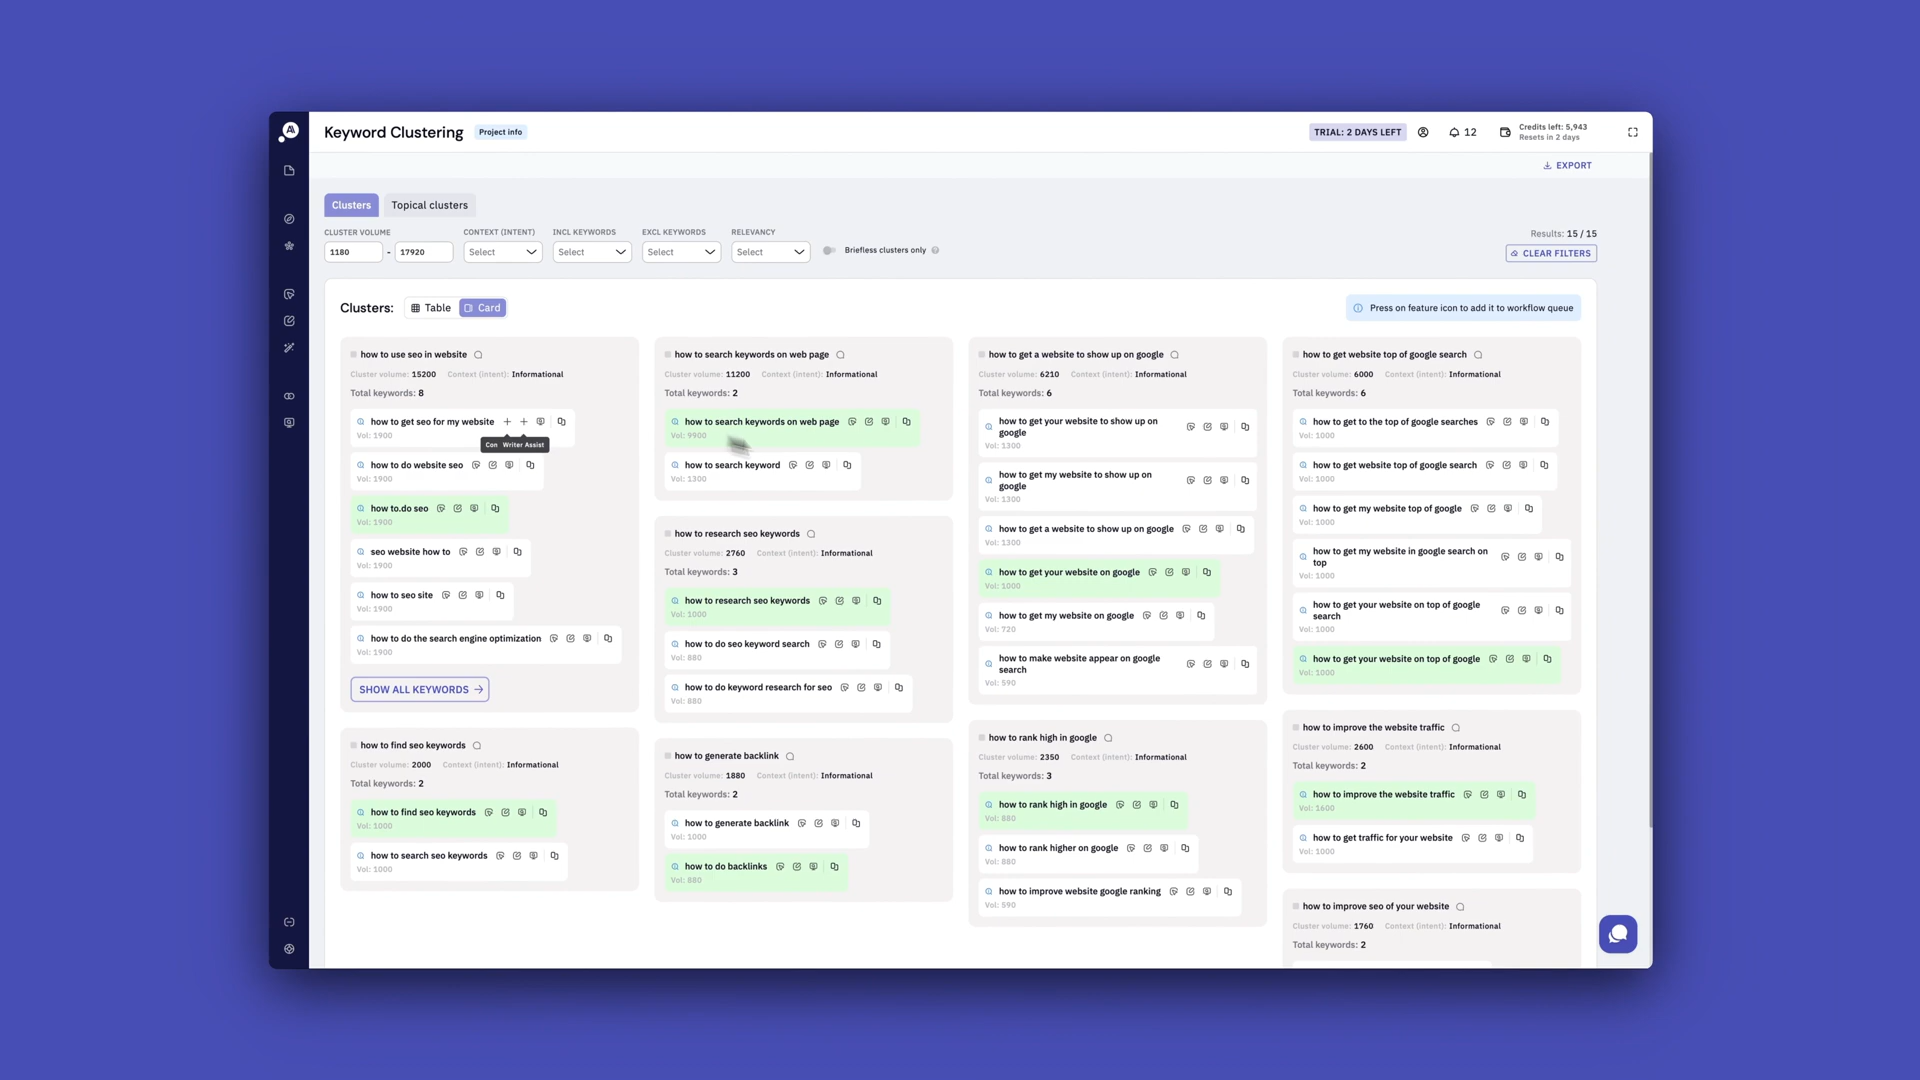 Keyword Clustering
Project info
TRIAL: 2 DAYS LEFT
12
Credits left: 5,943
Resets in 2 days
EXPORT
Clusters
Topical clusters
CLUSTER VOLUME
CONTEXT (INTENT)
INCL KEYWORDS
EXCL KEYWORDS
RELEVANCY
1180 - 17920
Select
Select
Select
Select
Briefless clusters only
Results: 15 / 15
CLEAR FILTERS
Clusters:
Table
Card
Press on feature icon to add it to workflow queue
how to use seo in website
Cluster volume: 15200 Context (intent): Informational
Total keywords: 8
how to get seo for my website
Vol: 1900
Con Writer Assist
how to do website seo
Vol: 1900
how to.do seo
Vol: 1900
seo website how to
Vol: 1900
how to seo site
Vol: 1900
how to do the search engine optimization
Vol: 1900
SHOW ALL KEYWORDS
how to find seo keywords
Cluster volume: 2000 Context (intent): Informational
Total keywords: 2
how to find seo keywords
Vol: 1000
how to search seo keywords
Vol: 1000
how to search keywords on web page
Cluster volume: 11200 Context (intent): Informational
Total keywords: 2
how to search keywords on web page
Vol: 9900
how to search keyword
Vol: 1300
how to research seo keywords
Cluster volume: 2760 Context (intent): Informational
Total keywords: 3
how to research seo keywords
Vol: 1000
how to do seo keyword search
Vol: 880
how to do keyword research for seo
Vol: 880
how to generate backlink
Cluster volume: 1880 Context (intent): Informational
Total keywords: 2
how to generate backlink
Vol: 1000
how to do backlinks
Vol: 880
how to get a website to show up on google
Cluster volume: 6210 Context (intent): Informational
Total keywords: 6
how to get your website to show up on
google
Vol: 1300
how to get my website to show up on
google
Vol: 1300
how to get a website to show up on google
Vol: 1300
how to get your website on google
Vol: 1000
how to get my website on google
Vol: 720
how to make website appear on google
search
Vol: 590
how to rank high in google
Cluster volume: 2350 Context (intent): Informational
Total keywords: 3
how to rank high in google
Vol: 880
how to rank higher on google
Vol: 880
how to improve website google ranking
Vol: 590
how to get website top of google search
Cluster volume: 6000 Context (intent): Informational
Total keywords: 6
how to get to the top of google searches
Vol: 1000
how to get website top of google search
Vol: 1000
how to get my website top of google
Vol: 1000
how to get my website in google search on
top
Vol: 1000
how to get your website on top of google
search
Vol: 1000
how to get your website on top of google
Vol: 1000
how to improve the website traffic
Cluster volume: 2600 Context (intent): Informational
Total keywords: 2
how to improve the website traffic
Vol: 1600
how to get traffic for your website
Vol: 1000
how to improve seo of your website
Cluster volume: 1760 Context (intent): Informational
Total keywords: 2